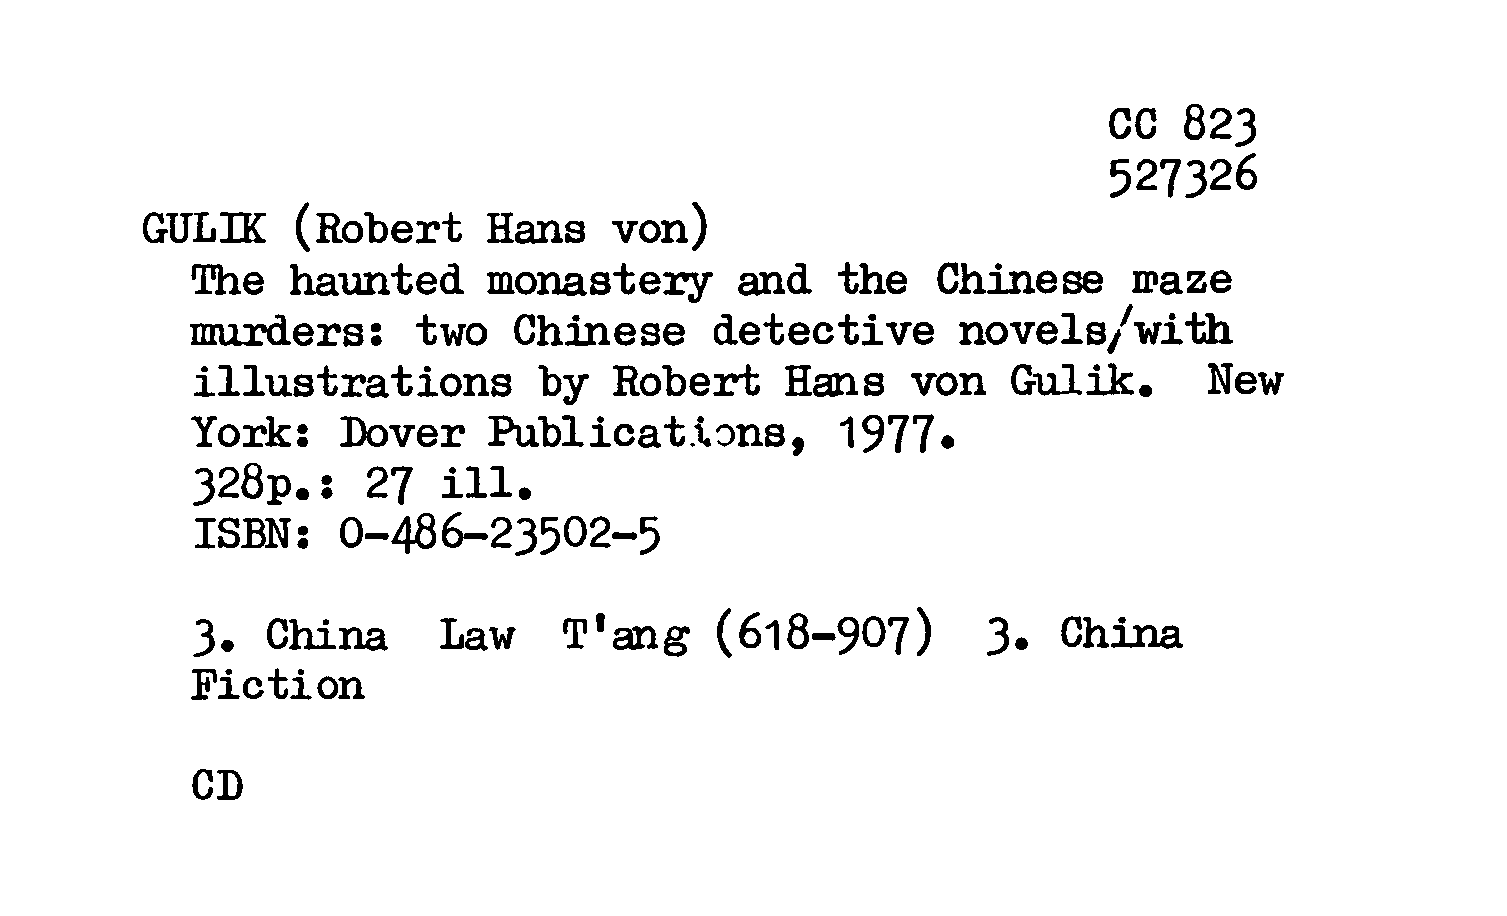 CC 823
527326
GULIK (Robert Hans von)
The haunted monastery and the Chinese maze
murders: two Chinese detective novels/with
illustrations by Robert Hans von Gulik. New
York: Dover Publications, 1977.
328p.: 27 ill.
ISBN: 0-486-23502-5
3. China Law T'ang (618-907) 3. China
Fiction
CD